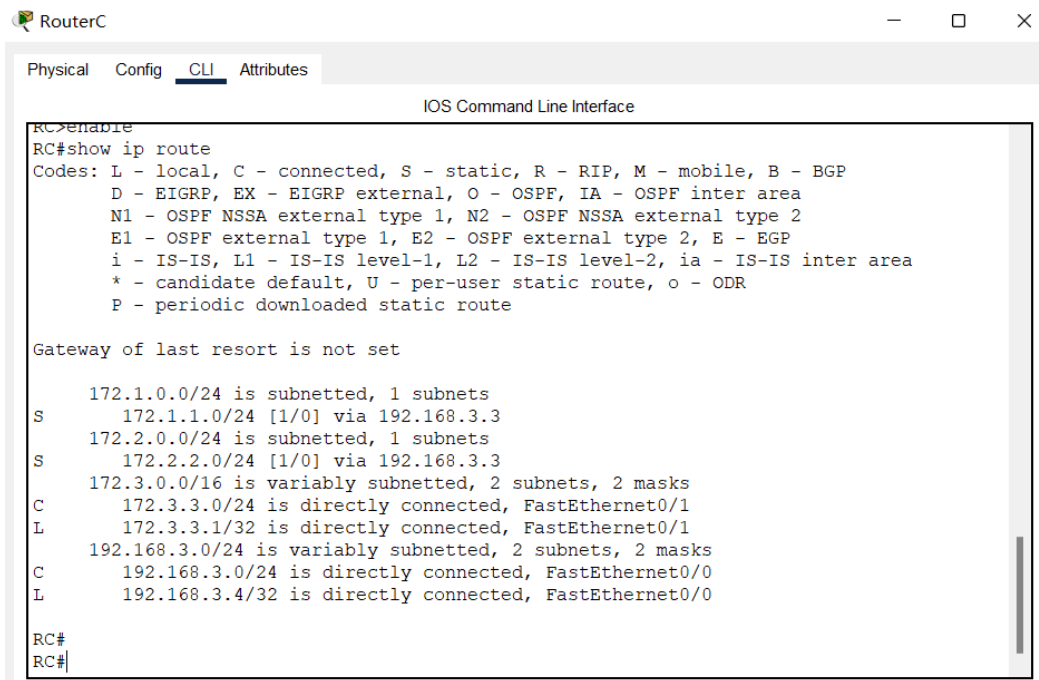 RouterC
Physical Config CLI Attributes
IOS Command Line Interface
RC>enable
RC#show ip route
Codes: L - local, C - connected, S - static, R - RIP, M - mobile, B - BGP
D - EIGRP, EX - EIGRP external, O - OSPF, IA - OSPF inter area
N1 - OSPF NSSA external type 1, N2 - OSPF NSSA external type 2
E1 - OSPF external type 1, E2 - OSPF external type 2, E - EGP
i - IS-IS, L1 - IS-IS level-1, L2 - IS-IS level-2, ia - IS-IS inter area
* - candidate default, U - per-user static route, o - ODR
P - periodic downloaded static route
Gateway of last resort is not set
172.1.0.0/24 is subnetted, 1 subnets
S 172.1.1.0/24 [1/0] via 192.168.3.3
172.2.0.0/24 is subnetted, 1 subnets
S 172.2.2.0/24 [1/0] via 192.168.3.3
172.3.0.0/16 is variably subnetted, 2 subnets, 2 masks
C 172.3.3.0/24 is directly connected, FastEthernet0/1
L 172.3.3.1/32 is directly connected, FastEthernet0/1
192.168.3.0/24 is variably subnetted, 2 subnets, 2 masks
C 192.168.3.0/24 is directly connected, FastEthernet0/0
L 192.168.3.4/32 is directly connected, FastEthernet0/0
RC#
RC#